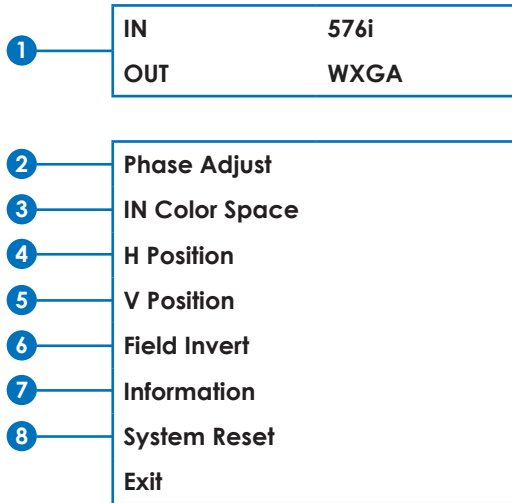 1 IN 576i
OUT WXGA
2 Phase Adjust
3 IN Color Space
4 H Position
5 V Position
6 Field Invert
7 Information
8 System Reset
Exit